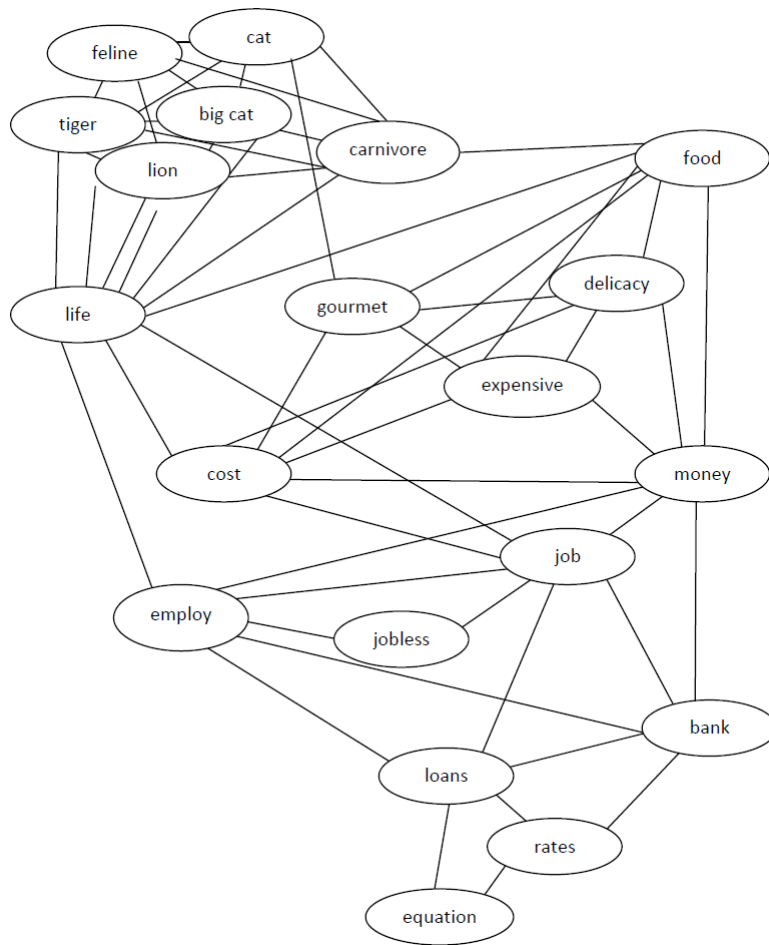 cat
feline
big cat
tiger
carnivore
food
lion
delicacy
gourmet
life
expensive
cost
money
job
employ
jobless
bank
loans
rates
equation